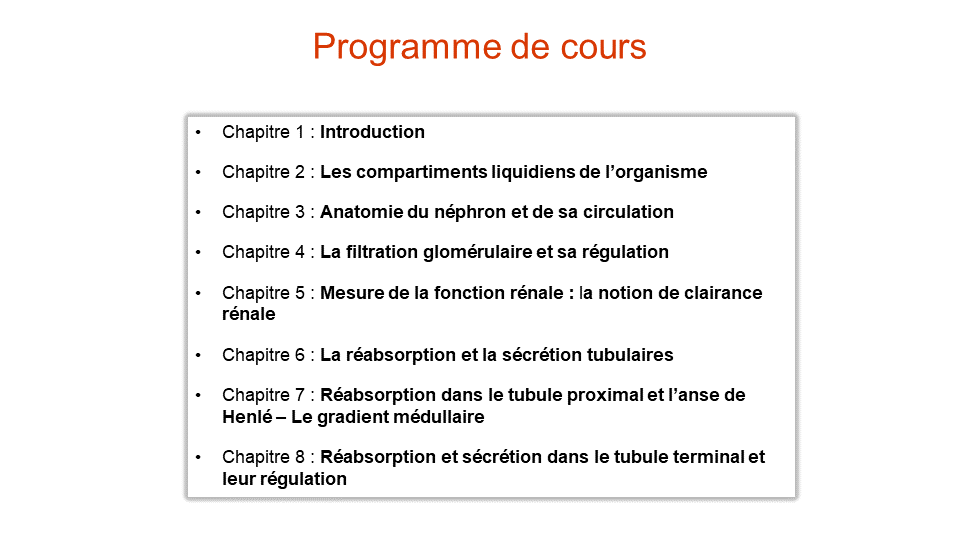 Programme de cours
• Chapitre 1 : Introduction
• Chapitre 2 : Les compartiments liquidiens de l’organisme
• Chapitre 3 : Anatomie du néphron et de sa circulation
• Chapitre 4 : La filtration glomérulaire et sa régulation
• Chapitre 5 : Mesure de la fonction rénale : la notion de clairance
rénale
• Chapitre 6 : La réabsorption et la sécrétion tubulaires
• Chapitre 7 : Réabsorption dans le tubule proximal et l’anse de
Henlé – Le gradient médullaire
• Chapitre 8 : Réabsorption et sécrétion dans le tubule terminal et
leur régulation